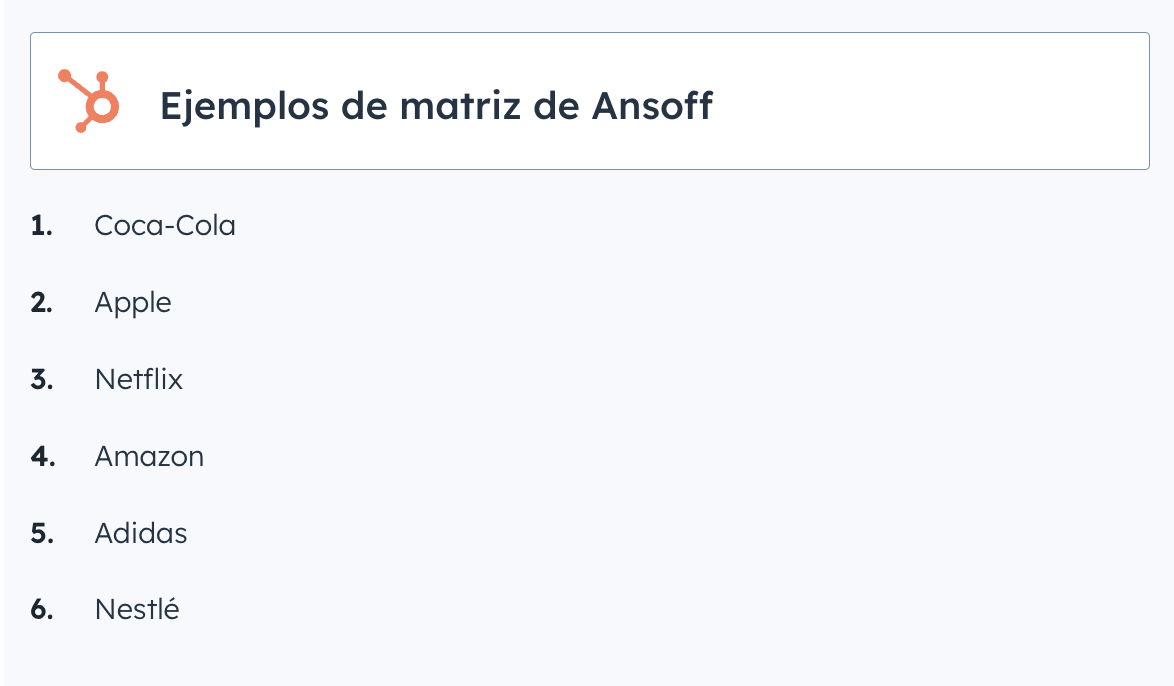 Ejemplos de matriz de Ansoff
1. Coca-Cola
2. Apple
3. Netflix
4. Amazon
5. Adidas
6. Nestlé